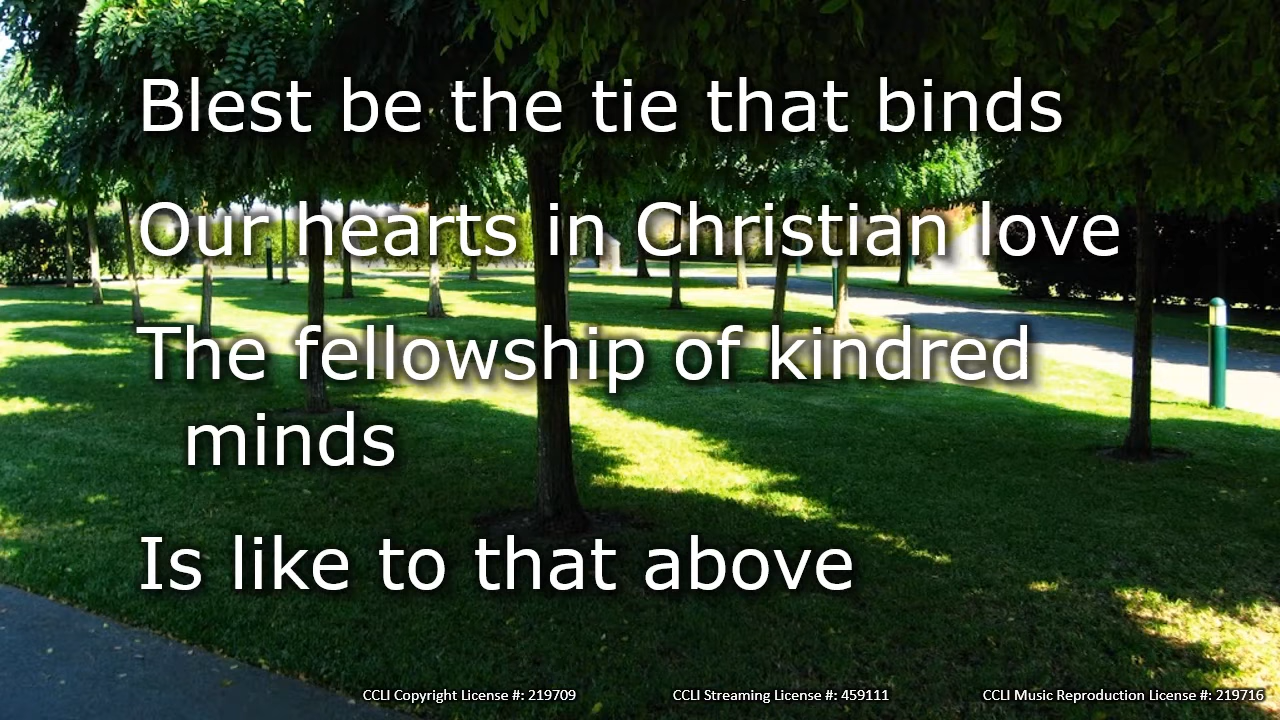 Blest be the tie that binds
Our hearts in Christian love
The fellowship of kindred
minds
Is like to that above
CCLI Copyright License #: 219709 CCLI Streaming License #: 459111 CCLI Music Reproduction License #: 219716